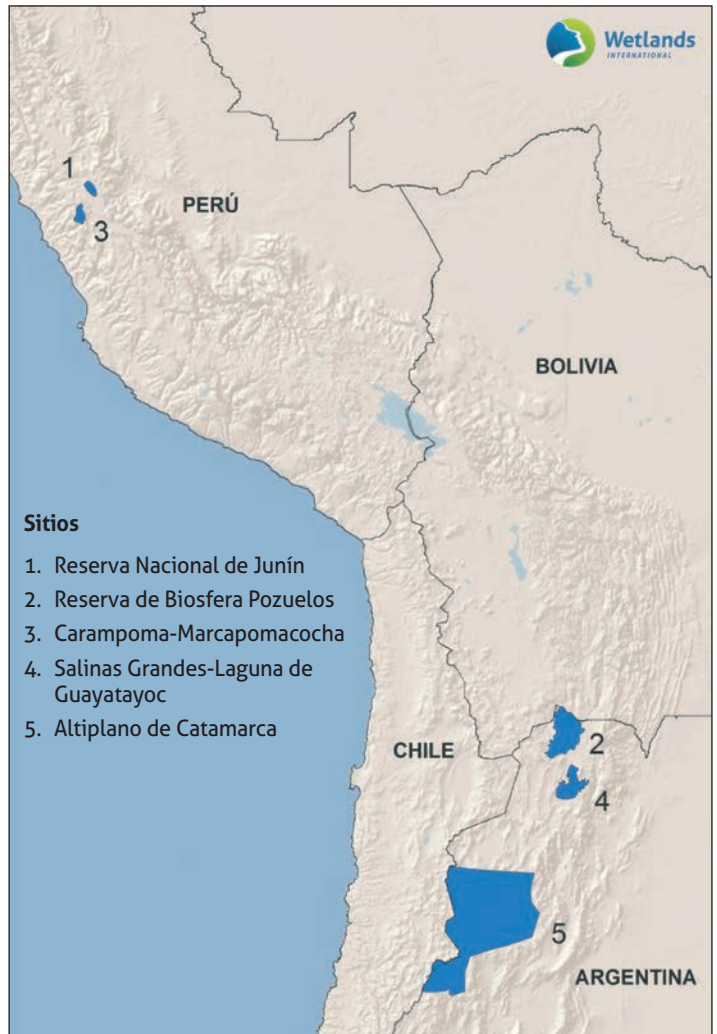 Wetlands
INTERNATIONAL
1
PERÚ
3
BOLIVIA
Sitios
1. Reserva Nacional de Junín
2. Reserva de Biosfera Pozuelos
3. Carampoma-Marcapomacocha
4. Salinas Grandes-Laguna de
Guayatayoc
5. Altiplano de Catamarca
CHILE
2
4
5
ARGENTINA